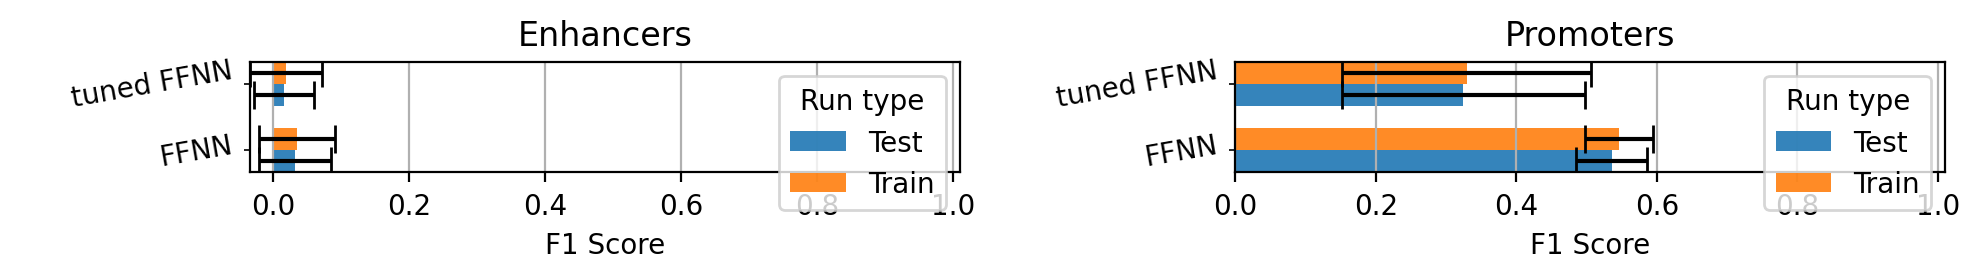 Enhancers
tuned FFNN
FFNN
Run type
Test
Train
0.0 0.2 0.4 0.6 0.8 1.0
F1 Score
Promoters
tuned FFNN
FFNN
Run type
Test
Train
0.0 0.2 0.4 0.6 0.8 1.0
F1 Score